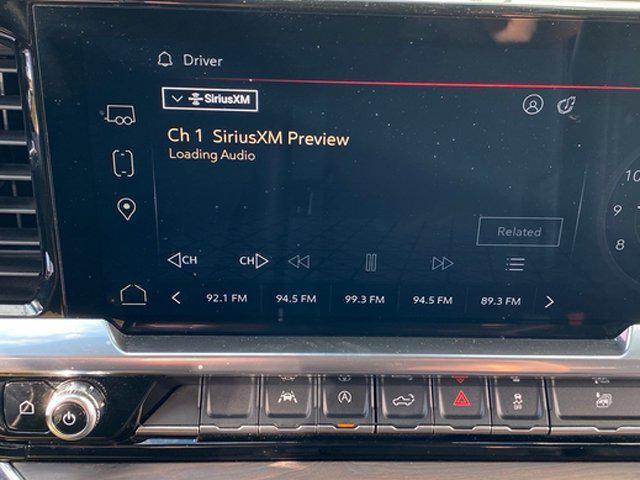 Driver
SiriusXM
Ch 1 SiriusXM Preview
Loading Audio
10
9
8
Related
CH CH
92.1 FM 94.5 FM 99.3 FM 94.5 FM 89.3 FM
A OFF